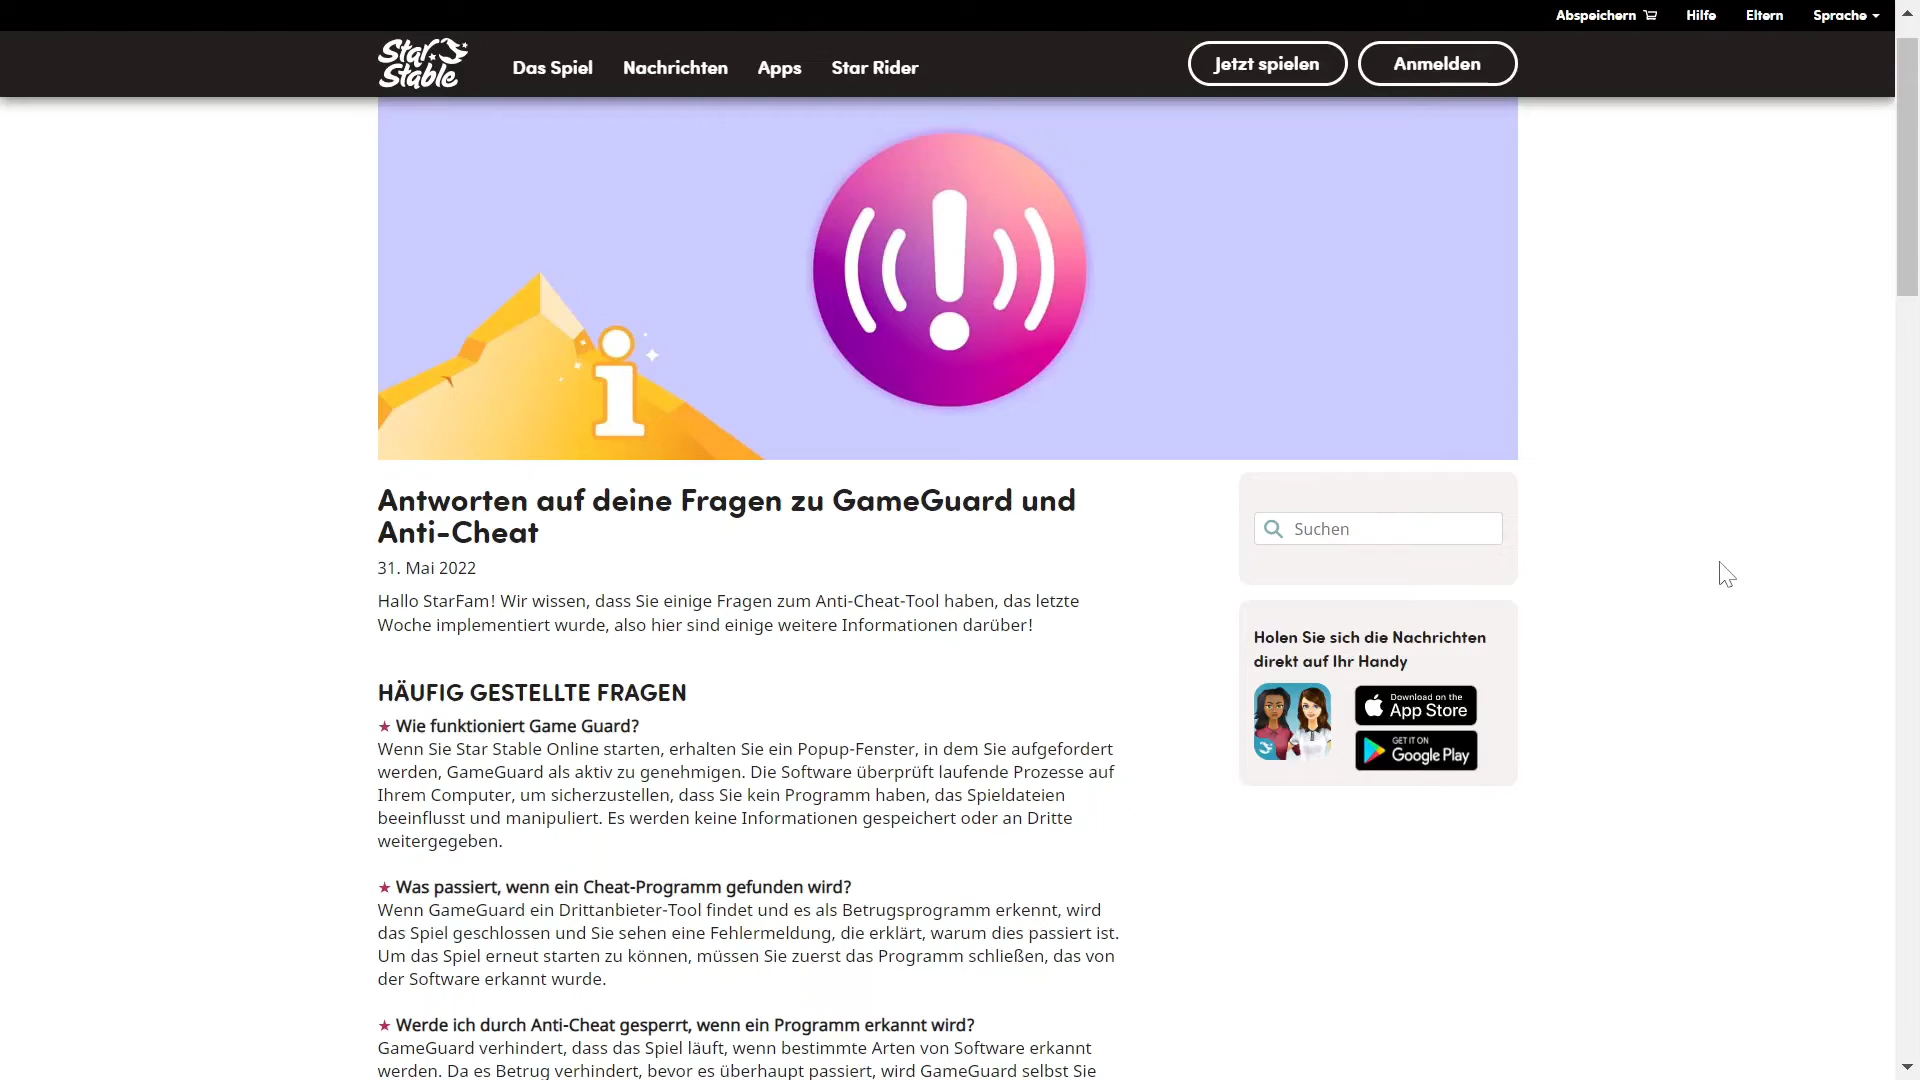 Abspeichern
Hilfe
Eltern
Sprache
Star Stable
Das Spiel
Nachrichten
Apps
Star Rider
Jetzt spielen
Anmelden
Antworten auf deine Fragen zu GameGuard und
Anti-Cheat
31. Mai 2022
Hallo StarFam! Wir wissen, dass Sie einige Fragen zum Anti-Cheat-Tool haben, das letzte
Woche implementiert wurde, also hier sind einige weitere Informationen darüber!
HÄUFIG GESTELLTE FRAGEN
★ Wie funktioniert Game Guard?
Wenn Sie Star Stable Online starten, erhalten Sie ein Popup-Fenster, in dem Sie aufgefordert
werden, GameGuard als aktiv zu genehmigen. Die Software überprüft laufende Prozesse auf
Ihrem Computer, um sicherzustellen, dass Sie kein Programm haben, das Spieldateien
beeinflusst und manipuliert. Es werden keine Informationen gespeichert oder an Dritte
weitergegeben.
★ Was passiert, wenn ein Cheat-Programm gefunden wird?
Wenn GameGuard ein Drittanbieter-Tool findet und es als Betrugsprogramm erkennt, wird
das Spiel geschlossen und Sie sehen eine Fehlermeldung, die erklärt, warum dies passiert ist.
Um das Spiel erneut starten zu können, müssen Sie zuerst das Programm schließen, das von
der Software erkannt wurde.
★ Werde ich durch Anti-Cheat gesperrt, wenn ein Programm erkannt wird?
GameGuard verhindert, dass das Spiel läuft, wenn bestimmte Arten von Software erkannt
werden. Da es Betrug verhindert, bevor es überhaupt passiert, wird GameGuard selbst Sie
Suchen
Holen Sie sich die Nachrichten
direkt auf Ihr Handy
Download on the
App Store
GET IT ON
Google Play